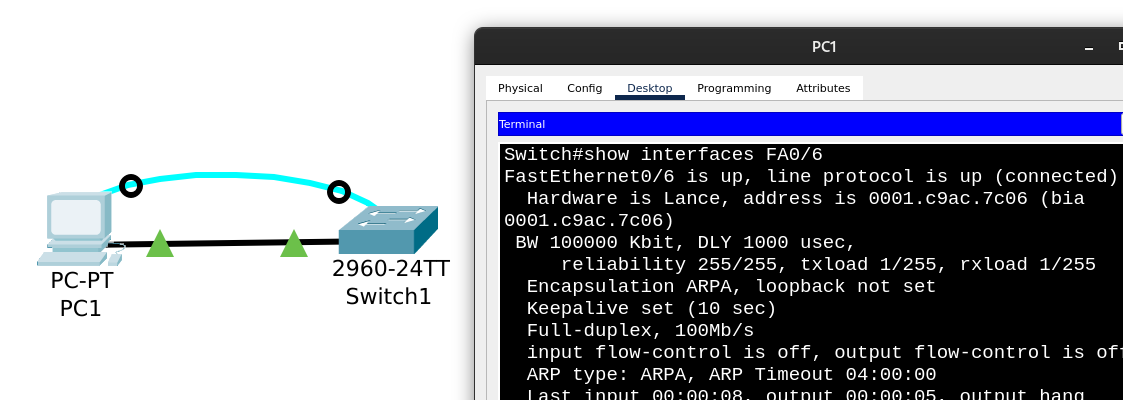 PC1
Physical Config Desktop Programming Attributes
Terminal
Switch#show interfaces FA0/6
FastEthernet0/6 is up, line protocol is up (connected)
Hardware is Lance, address is 0001.c9ac.7c06 (bia
0001.c9ac.7c06)
BW 100000 Kbit, DLY 1000 usec,
reliability 255/255, txload 1/255, rxload 1/255
Encapsulation ARPA, loopback not set
Keepalive set (10 sec)
Full-duplex, 100Mb/s
input flow-control is off, output flow-control is off
ARP type: ARPA, ARP Timeout 04:00:00
Last input 00:00:08, output 00:00:05, output hang
PC-PT
PC1
2960-24TT
Switch1